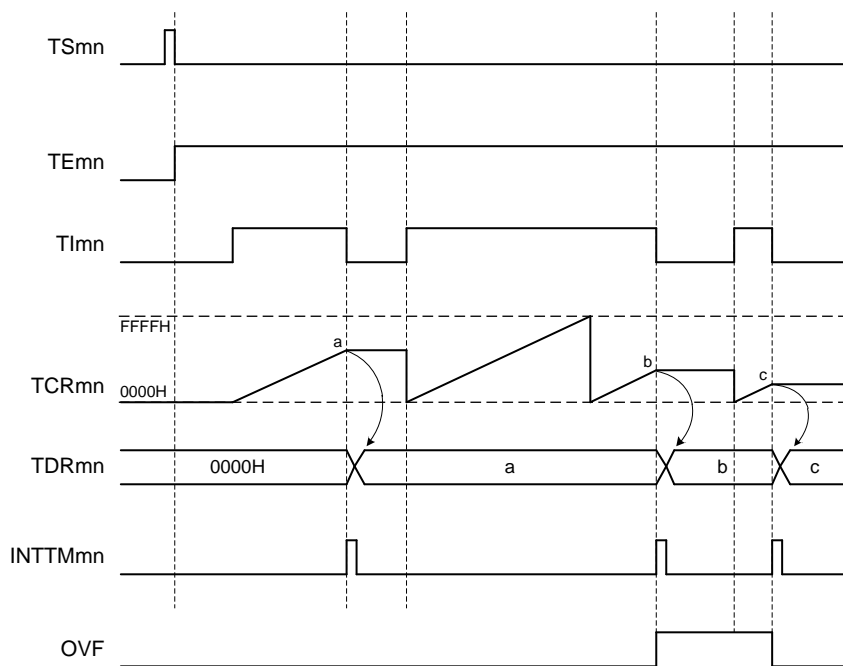 TSmn
TEmn
TImn
FFFFH
a
b
TCRmn
0000H
c
TDRmn
0000H
a
b
c
INTTMmn
OVF